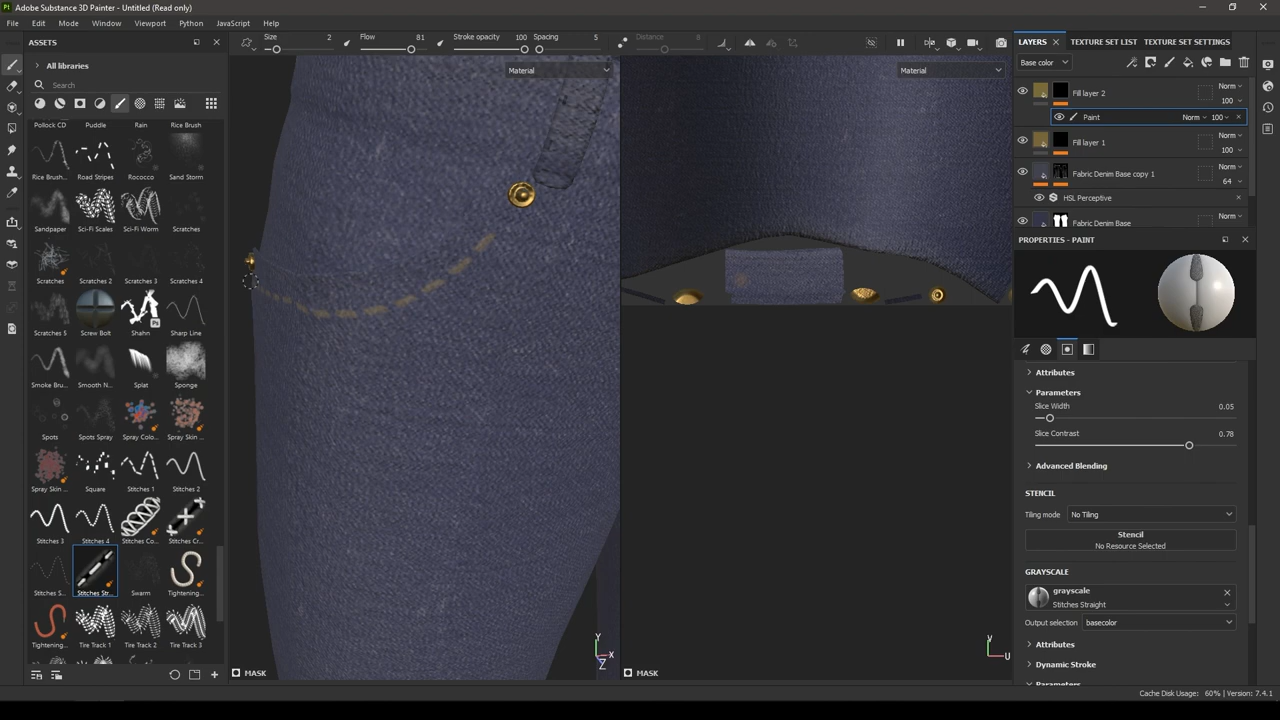 Pt Adobe Substance 3D Painter - Untitled (Read only)
File Edit Mode Window Viewport Python JavaScript Help
ASSETS
Size 2 Flow 81 Stroke opacity 100 Spacing 5 Distance 8
All libraries
Search
Pollock CD Puddle Rain Rice Brush
Rice Brus... Road Stripes Rococco Sand Storm
Sandpaper Sci-Fi Scales Sci-Fi Worm Scratches
Scratches Scratches 2 Scratches 3 Scratches 4
Scratches 5 Screw Bolt Shahn Sharp Line
Smoke Bru... Smooth N... Splat Sponge
Spots Spots Spray Spray Colo... Spray Skin ...
Spray Skin ... Square Stitches 1 Stitches 2
Stitches 3 Stitches 4 Stitches Co... Stitches Cr...
Stitches S... Stitches Str... Swarm Tightening...
Tightening... Tire Track 1 Tire Track 2 Tire Track 3
Material
Y
X
Z
MASK
Material
V
U
MASK
LAYERS TEXTURE SET LIST TEXTURE SET SETTINGS
Base color
Fill layer 2 Norm 100
Paint Norm 100
Fill layer 1 Norm 100
Fabric Denim Base copy 1 Norm 64
HSL Perceptive
Fabric Denim Base Norm
PROPERTIES - PAINT
Attributes
Parameters
Slice Width 0.05
Slice Contrast 0.78
Advanced Blending
STENCIL
Tiling mode No Tiling
Stencil
No Resource Selected
GRAYSCALE
grayscale
Stitches Straight
Output selection basecolor
Attributes
Dynamic Stroke
Parameters
Cache Disk Usage: 60% | Version: 7.4.1